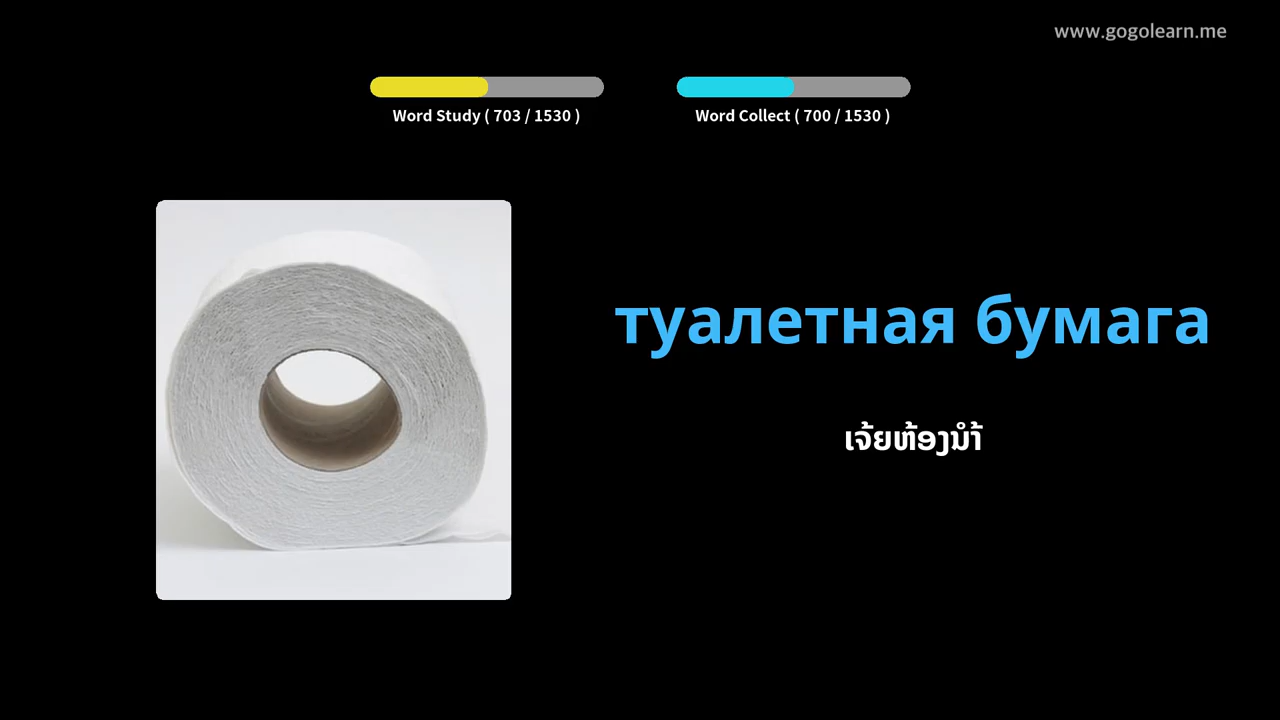 www.gogolearn.me
Word Study ( 703 / 1530 )
Word Collect ( 700 / 1530 )
туалетная бумага
ເຈ້ຍຫ້ອງນໍ້າ